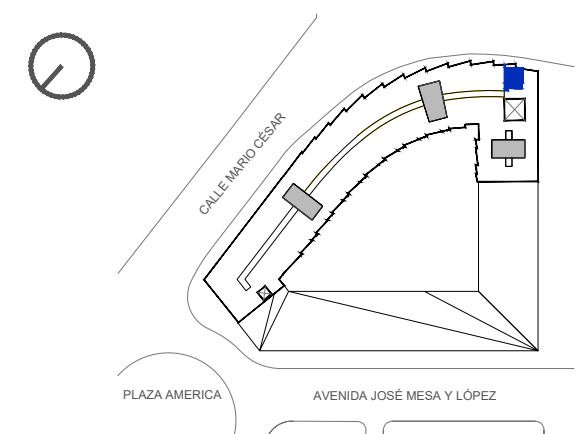 CALLE MARIO CÉSAR
PLAZA AMERICA
AVENIDA JOSÉ MESA Y LÓPEZ